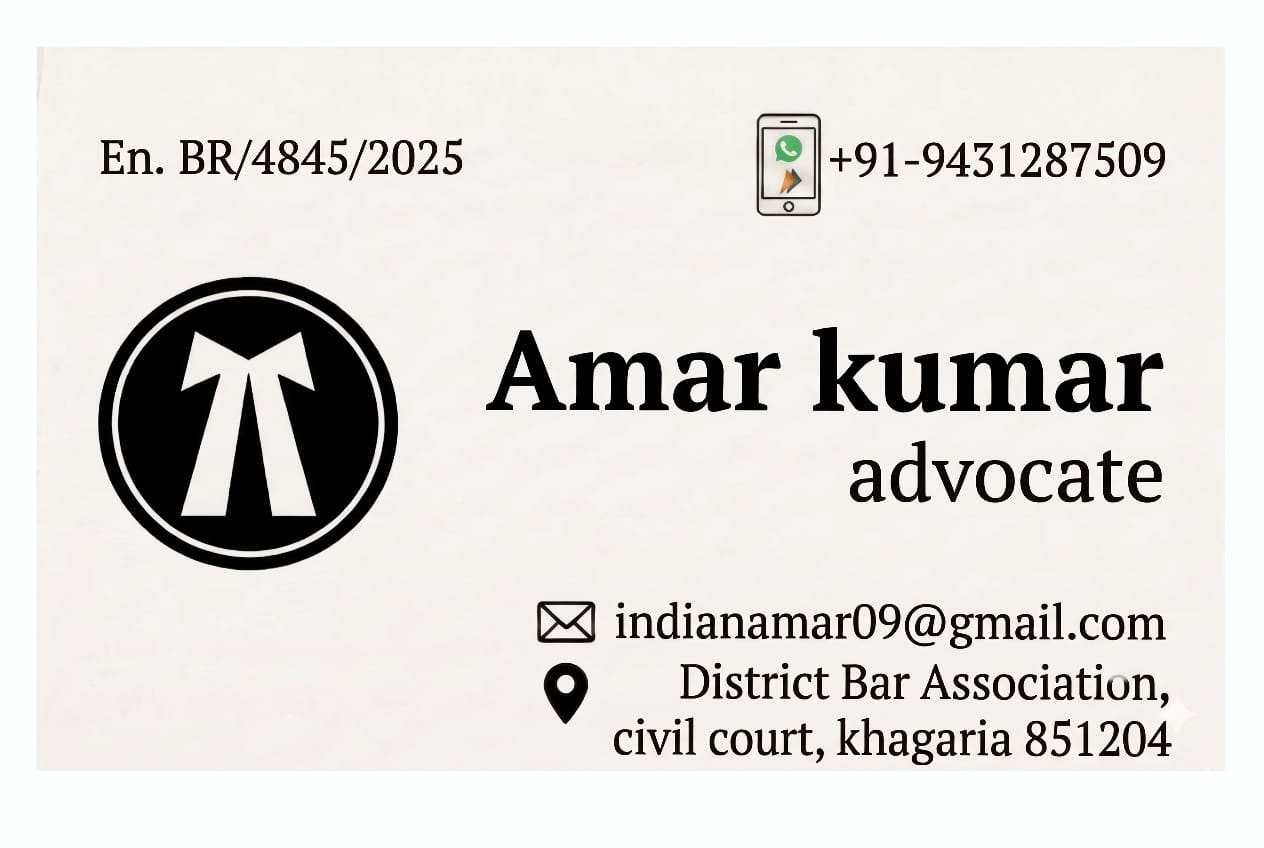 En. BR/4845/2025
+91-9431287509
Amar kumar
advocate
indianamar09@gmail.com
District Bar Association,
civil court, khagaria 851204